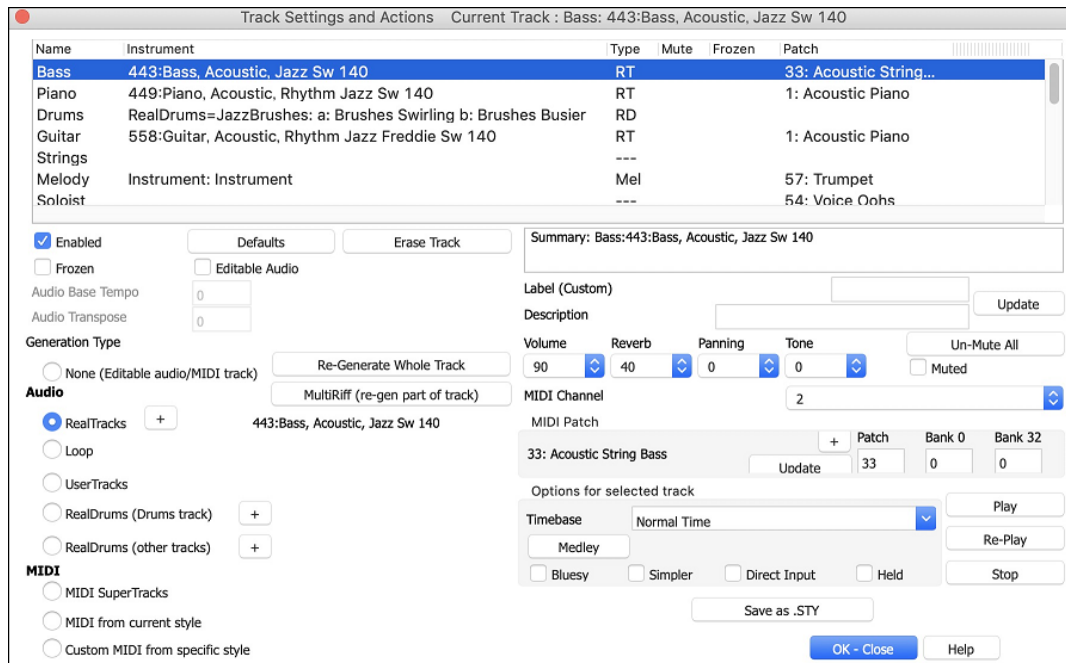 Track Settings and Actions    Current Track : Bass: 443:Bass, Acoustic, Jazz Sw 140
Name Instrument Type Mute Frozen Patch
Bass 443:Bass, Acoustic, Jazz Sw 140 RT 33: Acoustic String...
Piano 449:Piano, Acoustic, Rhythm Jazz Sw 140 RT 1: Acoustic Piano
Drums RealDrums=JazzBrushes: a: Brushes Swirling b: Brushes Busier RD
Guitar 558:Guitar, Acoustic, Rhythm Jazz Freddie Sw 140 RT 1: Acoustic Piano
Strings ---
Melody Instrument: Instrument Mel 57: Trumpet
Soloist --- 54: Voice Oohs
Enabled Defaults Erase Track
Frozen Editable Audio
Audio Base Tempo 0
Audio Transpose 0
Generation Type
None (Editable audio/MIDI track) Re-Generate Whole Track
MultiRiff (re-gen part of track)
Audio
RealTracks + 443:Bass, Acoustic, Jazz Sw 140
Loop
UserTracks
RealDrums (Drums track) +
RealDrums (other tracks) +
MIDI
MIDI SuperTracks
MIDI from current style
Custom MIDI from specific style
Summary: Bass:443:Bass, Acoustic, Jazz Sw 140
Label (Custom)
Description
Update
Volume Reverb Panning Tone Un-Mute All
90 40 0 0 Muted
MIDI Channel 2
MIDI Patch
+ Patch Bank 0 Bank 32
33: Acoustic String Bass Update 33 0 0
Options for selected track
Timebase Normal Time
Medley
Bluesy Simpler Direct Input Held
Play
Re-Play
Stop
Save as .STY
OK - Close Help